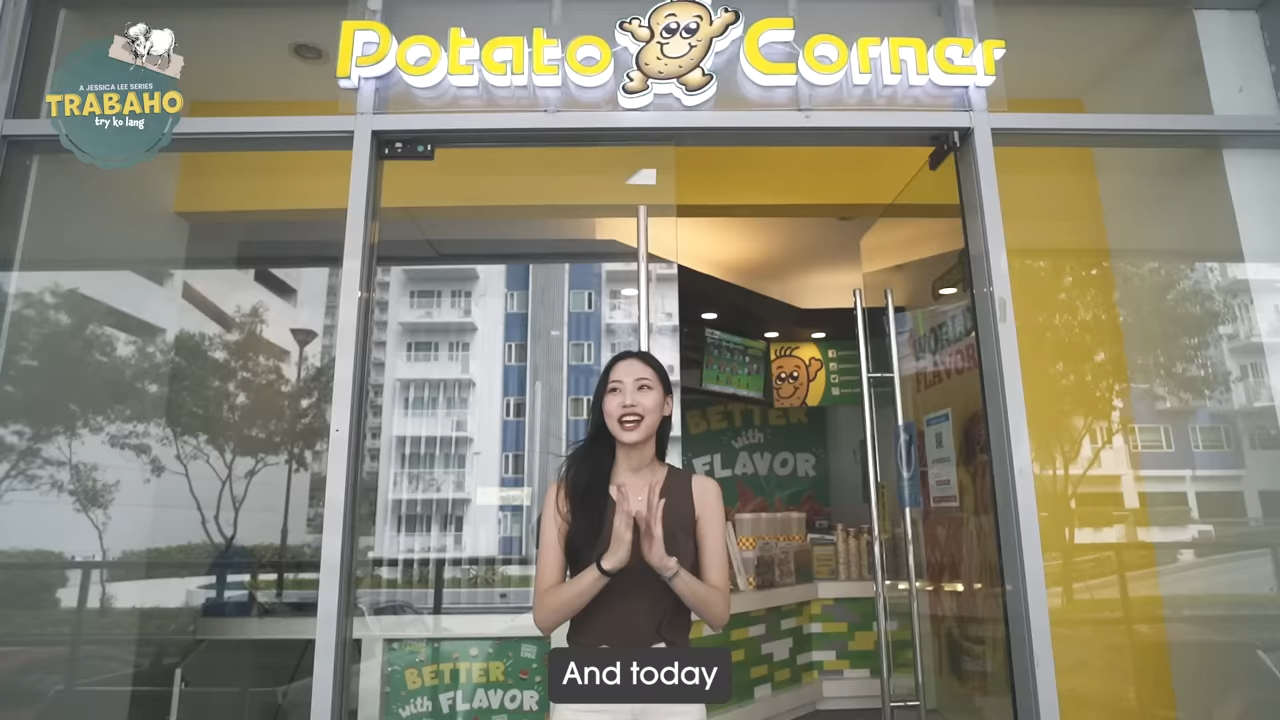 Potato Corner
A JESSICA LEE SERIES
TRABAHO
try ko lang
BETTER
with
FLAVOR
WORLD
FLAVOR
BETTER
with FLAVOR
And today